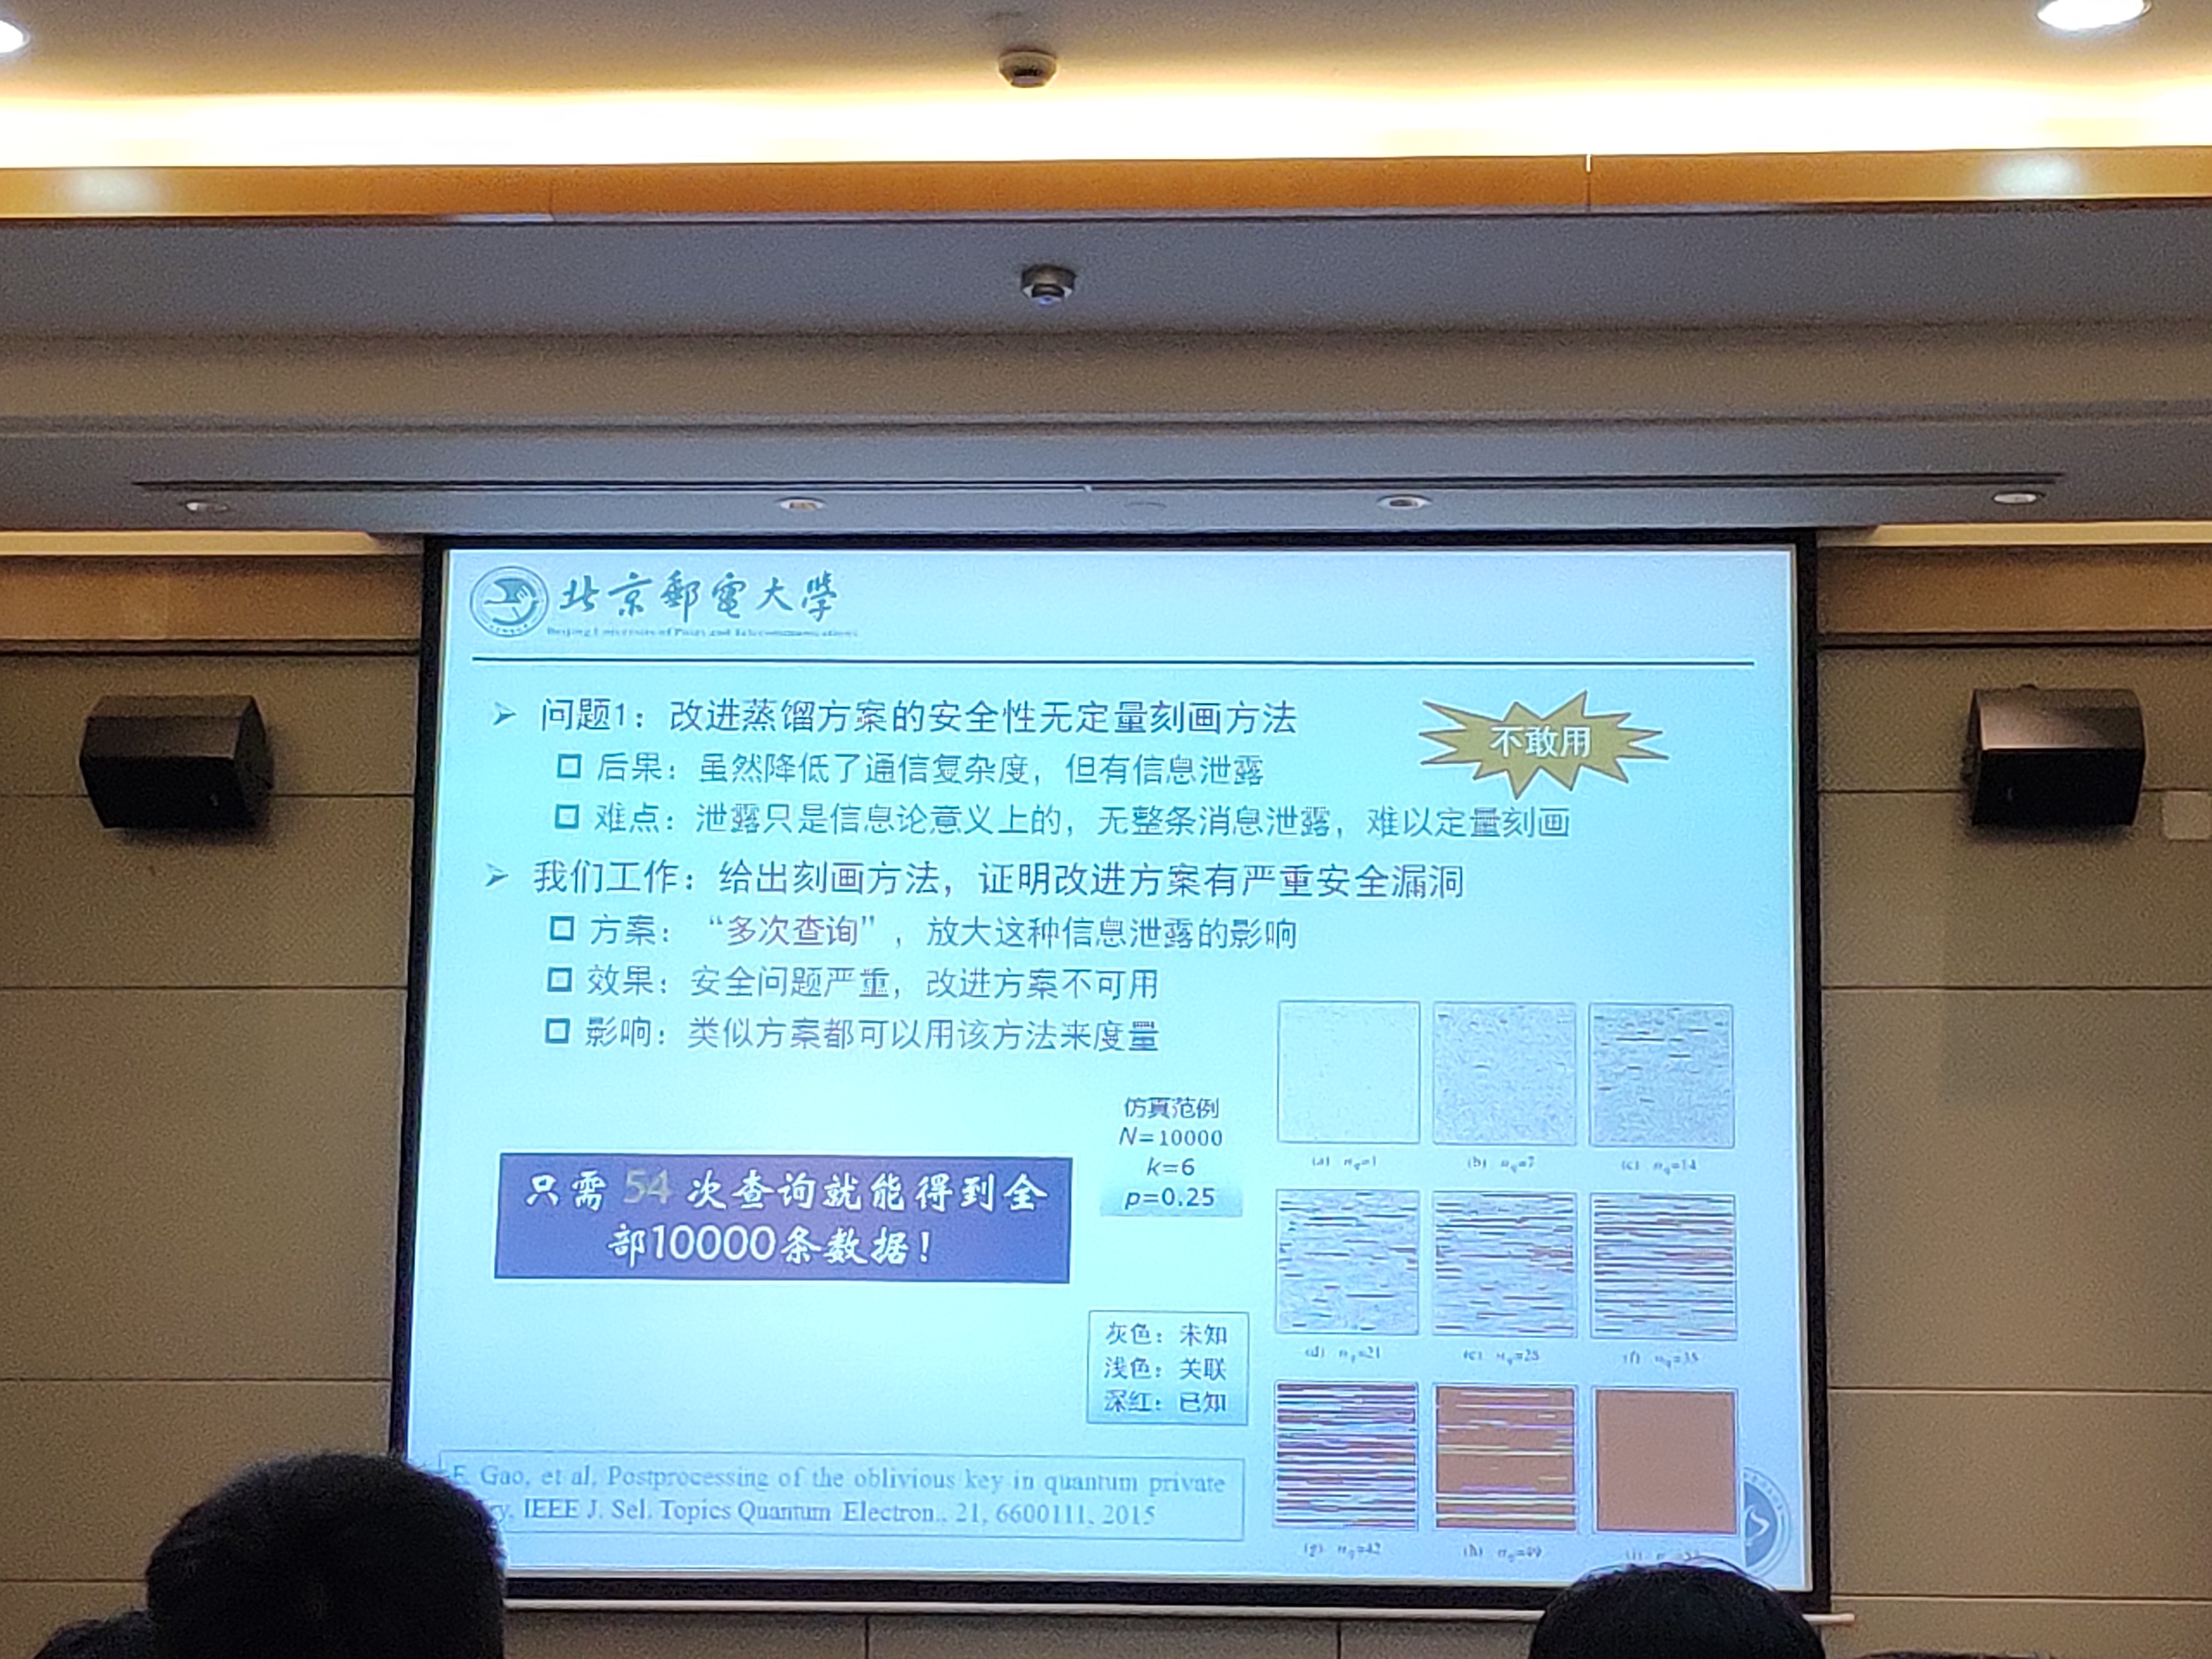 北京郵電大學
Beijing University of Posts and Telecommunications
问题1：改进蒸馏方案的安全性无定量刻画方法
不敢用
后果：虽然降低了通信复杂度，但有信息泄露
难点：泄露只是信息论意义上的，无整条消息泄露，难以定量刻画
我们工作：给出刻画方法，证明改进方案有严重安全漏洞
方案：“多次查询”，放大这种信息泄露的影响
效果：安全问题严重，改进方案不可用
影响：类似方案都可以用该方法来度量
仿真范例
N=10000
k=6
p=0.25
只需 54 次查询就能得到全
部10000条数据！
(a) n_q=1
(b) n_q=7
(c) n_q=14
(d) n_q=21
(e) n_q=28
(f) n_q=35
(g) n_q=42
(h) n_q=49
灰色：未知
浅色：关联
深红：已知
F. Gao, et al, Postprocessing of the oblivious key in quantum private
IEEE J. Sel. Topics Quantum Electron.. 21, 6600111, 2015